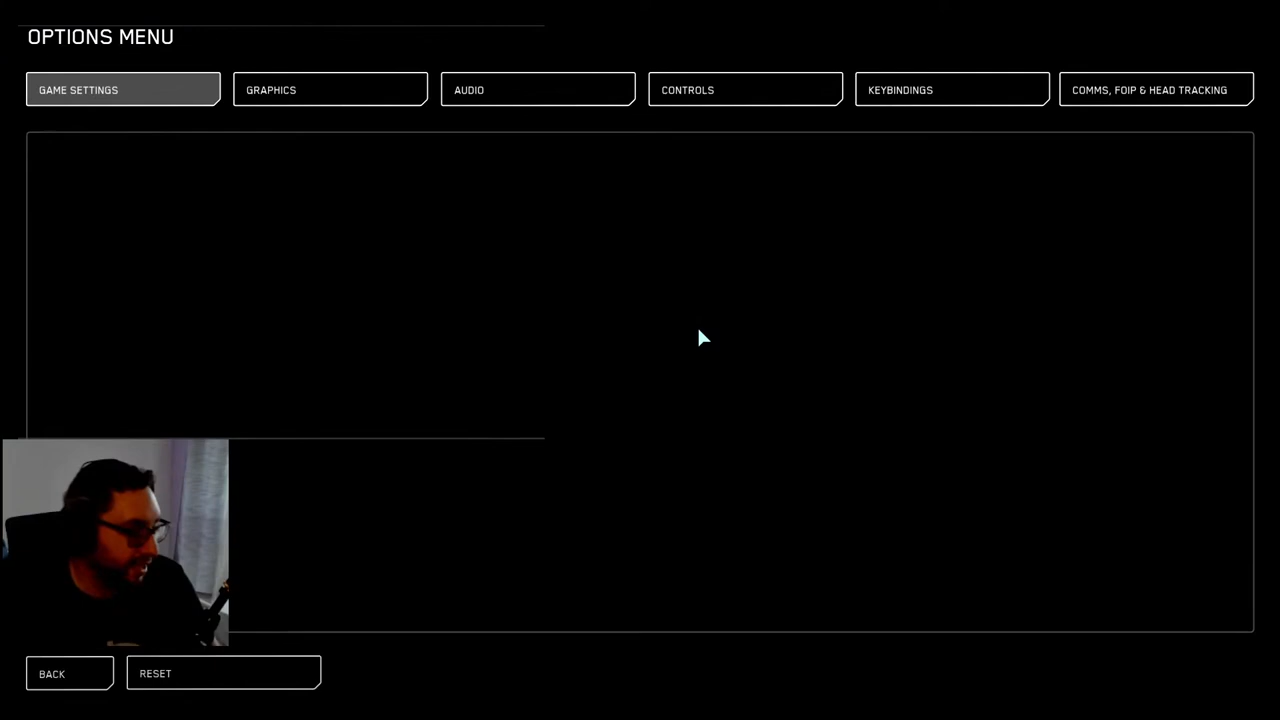 OPTIONS MENU
GAME SETTINGS
GRAPHICS
AUDIO
CONTROLS
KEYBINDINGS
COMMS, FOIP & HEAD TRACKING
BACK
RESET